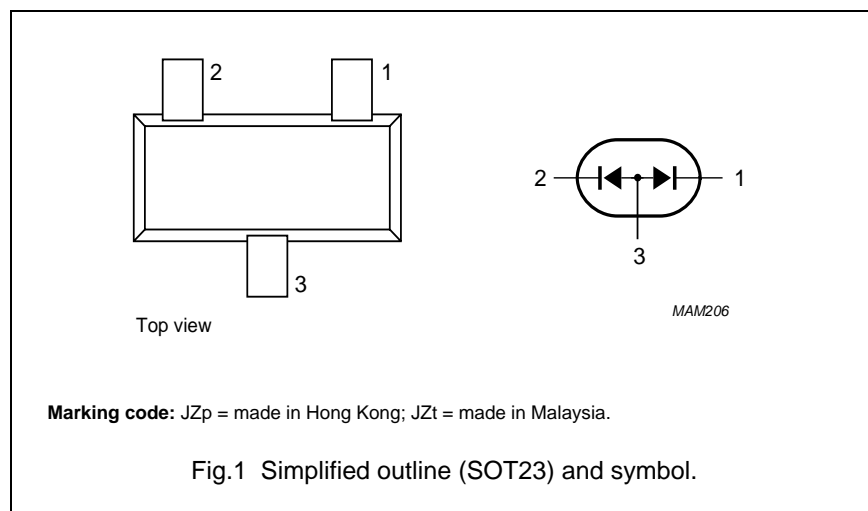 2
1
2
1
3
3
Top view
MAM206
Marking code: JZp = made in Hong Kong; JZt = made in Malaysia.
Fig.1 Simplified outline (SOT23) and symbol.